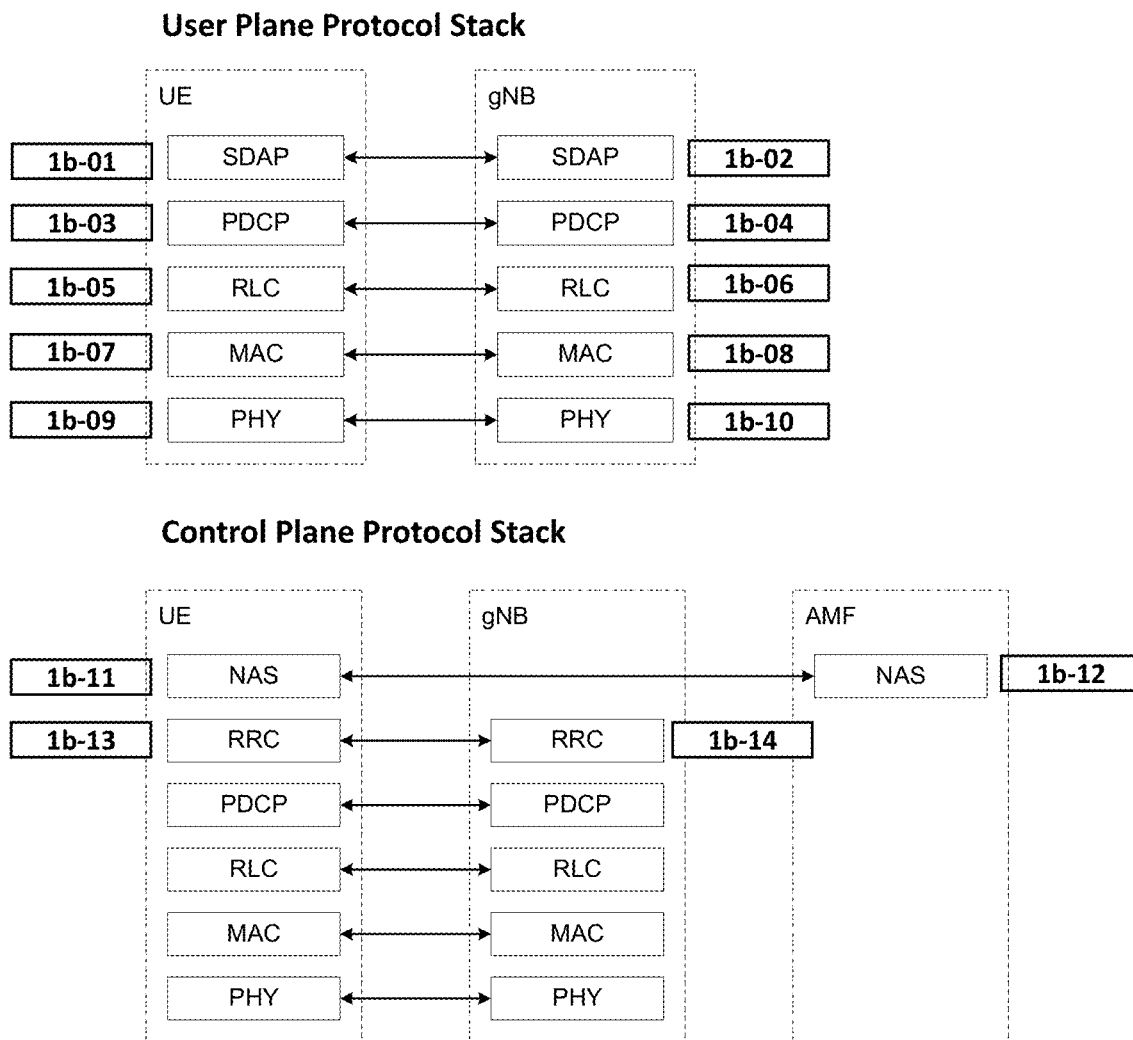 User Plane Protocol Stack
UE gNB
1b-01 SDAP SDAP 1b-02
1b-03 PDCP PDCP 1b-04
1b-05 RLC RLC 1b-06
1b-07 MAC MAC 1b-08
1b-09 PHY PHY 1b-10
Control Plane Protocol Stack
UE gNB AMF
1b-11 NAS NAS 1b-12
1b-13 RRC RRC 1b-14
PDCP PDCP
RLC RLC
MAC MAC
PHY PHY